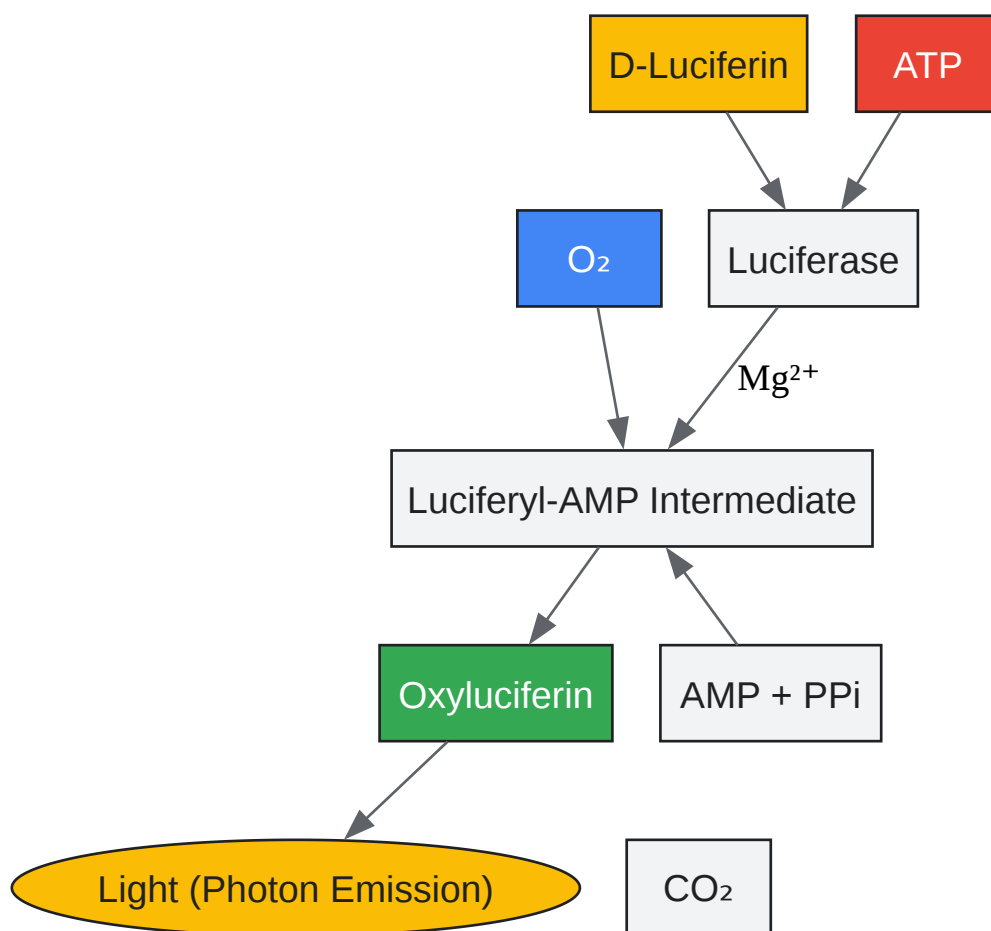 D-Luciferin
ATP
O₂
Luciferase
Mg²⁺
Luciferyl-AMP Intermediate
Oxyluciferin
AMP + PPi
Light (Photon Emission)
CO₂